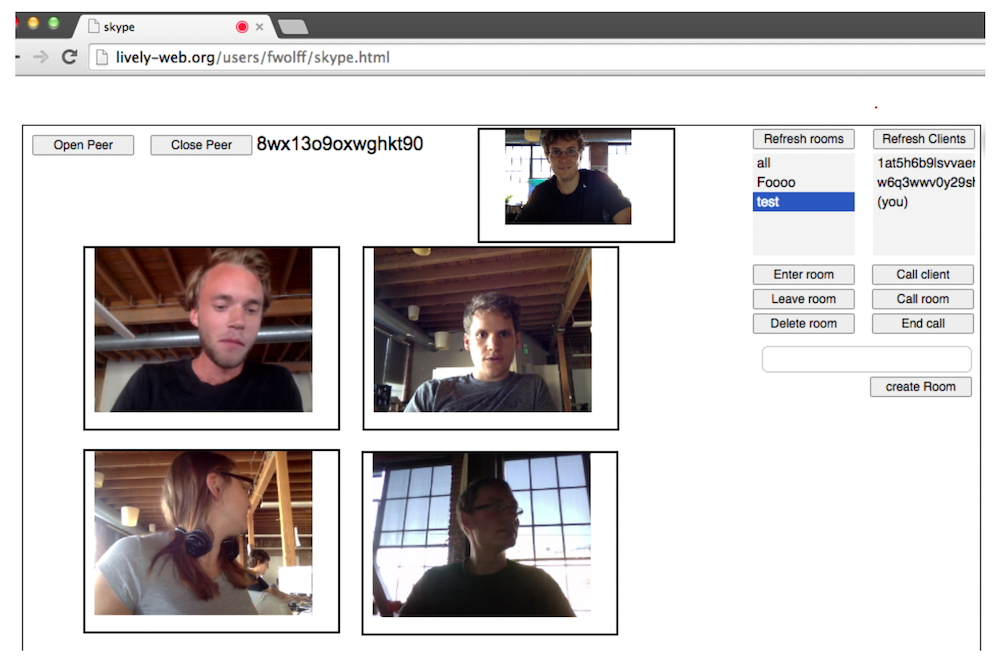 skype
lively-web.org/users/fwolff/skype.html
Open Peer
Close Peer
8wx13o9oxwghkt90
Refresh rooms
all
Foooo
test
Enter room
Leave room
Delete room
Refresh Clients
1at5h6b9lsvvaer
w6q3wwv0y29sh
(you)
Call client
Call room
End call
create Room